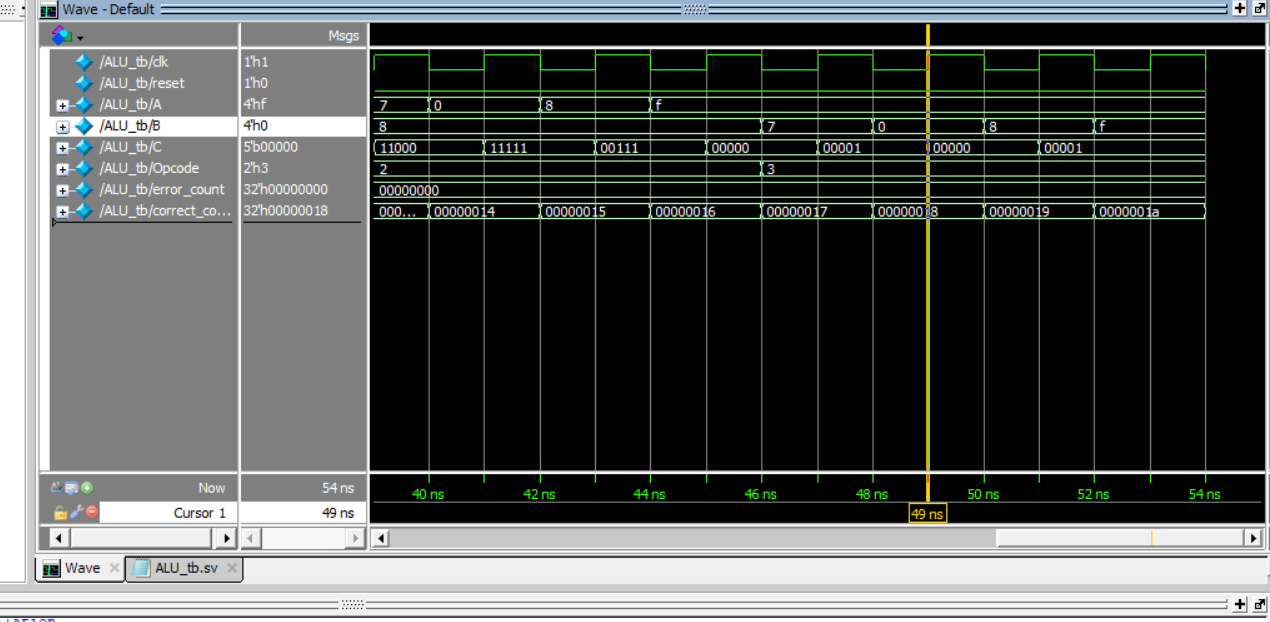 Wave - Default
Msgs
/ALU_tb/clk 1'h1
/ALU_tb/reset 1'h0
/ALU_tb/A 4'hf 7 0 8 f
/ALU_tb/B 4'h0 8 7 0 8 f
/ALU_tb/C 5'b00000 11000 11111 00111 00000 00001 00000 00001
/ALU_tb/Opcode 2'h3 2 3
/ALU_tb/error_count 32'h00000000 00000000
/ALU_tb/correct_co... 32'h00000018 000... 00000014 00000015 00000016 00000017 00000018 00000019 0000001a
Now 54 ns 40 ns 42 ns 44 ns 46 ns 48 ns 50 ns 52 ns 54 ns
Cursor 1 49 ns 49 ns
Wave ALU_tb.sv